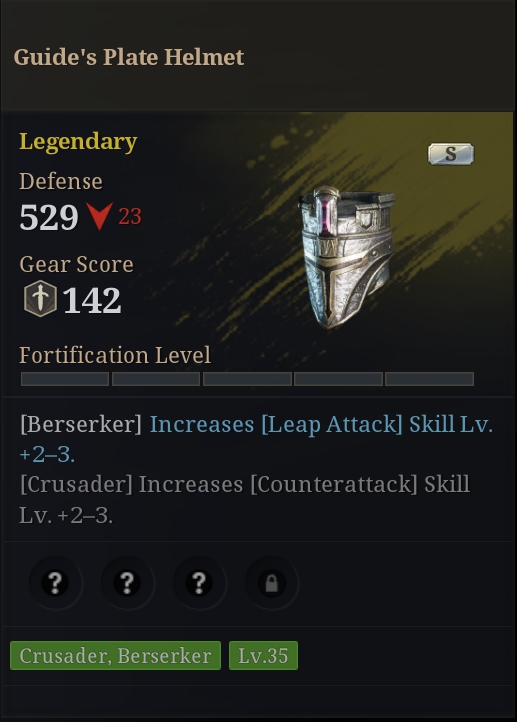 Guide's Plate Helmet
Legendary
S
Defense
529 23
Gear Score
142
Fortification Level
[Berserker] Increases [Leap Attack] Skill Lv.
+2–3.
[Crusader] Increases [Counterattack] Skill
Lv. +2–3.
? ? ?
Crusader, Berserker Lv.35